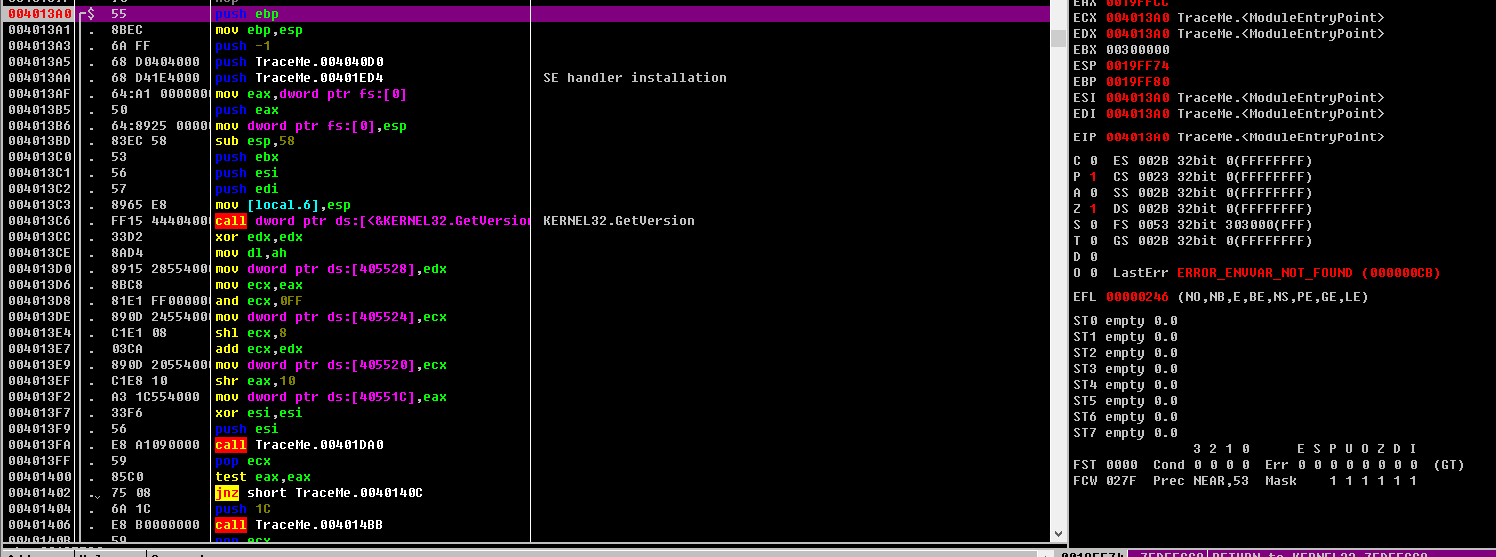 004013A0 $ 55 push ebp
004013A1 . 8BEC mov ebp,esp
004013A3 . 6A FF push -1
004013A5 . 68 D0404000 push TraceMe.004040D0
004013AA . 68 D41E4000 push TraceMe.00401ED4 SE handler installation
004013AF . 64:A1 0000000 mov eax,dword ptr fs:[0]
004013B5 . 50 push eax
004013B6 . 64:8925 0000 mov dword ptr fs:[0],esp
004013BD . 83EC 58 sub esp,58
004013C0 . 53 push ebx
004013C1 . 56 push esi
004013C2 . 57 push edi
004013C3 . 8965 E8 mov [local.6],esp
004013C6 . FF15 44404000 call dword ptr ds:[<&KERNEL32.GetVersion KERNEL32.GetVersion
004013CC . 33D2 xor edx,edx
004013CE . 8AD4 mov dl,ah
004013D0 . 8915 28554000 mov dword ptr ds:[405528],edx
004013D6 . 8BC8 mov ecx,eax
004013D8 . 81E1 FF000000 and ecx,0FF
004013DE . 890D 24554000 mov dword ptr ds:[405524],ecx
004013E4 . C1E1 08 shl ecx,8
004013E7 . 03CA add ecx,edx
004013E9 . 890D 20554000 mov dword ptr ds:[405520],ecx
004013EF . C1E8 10 shr eax,10
004013F2 . A3 1C554000 mov dword ptr ds:[40551C],eax
004013F7 . 33F6 xor esi,esi
004013F9 . 56 push esi
004013FA . E8 A1090000 call TraceMe.00401DA0
004013FF . 59 pop ecx
00401400 . 85C0 test eax,eax
00401402 . 75 08 jnz short TraceMe.0040140C
00401404 . 6A 1C push 1C
00401406 . E8 B0000000 call TraceMe.004014BB
0040140B . 59 pop ecx
EAX 0019FFCC
ECX 004013A0 TraceMe.<ModuleEntryPoint>
EDX 004013A0 TraceMe.<ModuleEntryPoint>
EBX 00300000
ESP 0019FF74
EBP 0019FF80
ESI 004013A0 TraceMe.<ModuleEntryPoint>
EDI 004013A0 TraceMe.<ModuleEntryPoint>
EIP 004013A0 TraceMe.<ModuleEntryPoint>
C 0 ES 002B 32bit 0(FFFFFFFF)
P 1 CS 0023 32bit 0(FFFFFFFF)
A 0 SS 002B 32bit 0(FFFFFFFF)
Z 1 DS 002B 32bit 0(FFFFFFFF)
S 0 FS 0053 32bit 303000(FFF)
T 0 GS 002B 32bit 0(FFFFFFFF)
D 0
O 0 LastErr ERROR_ENVVAR_NOT_FOUND (000000CB)
EFL 00000246 (NO,NB,E,BE,NS,PE,GE,LE)
ST0 empty 0.0
ST1 empty 0.0
ST2 empty 0.0
ST3 empty 0.0
ST4 empty 0.0
ST5 empty 0.0
ST6 empty 0.0
ST7 empty 0.0
3 2 1 0 E S P U O Z D I
FST 0000 Cond 0 0 0 0 Err 0 0 0 0 0 0 0 0 (GT)
FCW 027F Prec NEAR,53 Mask 1 1 1 1 1 1